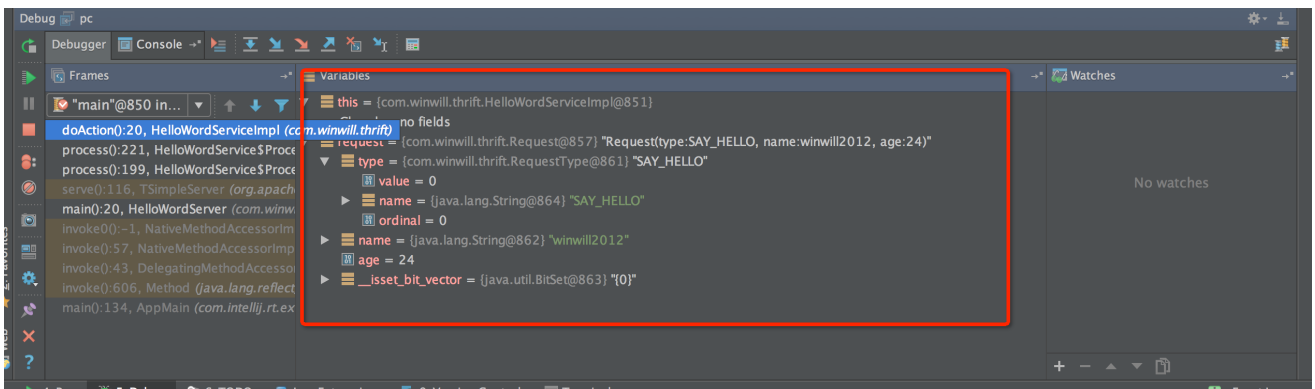 Debug pc
Debugger Console
Frames
Variables
Watches
"main"@850 in...
doAction():20, HelloWordServiceImpl (com.winwill.thrift)
process():221, HelloWordService$Proce
process():199, HelloWordService$Proce
serve():116, TSimpleServer (org.apach
main():20, HelloWordServer (com.winw
invoke0():-1, NativeMethodAccessorIm
invoke():57, NativeMethodAccessorImp
invoke():43, DelegatingMethodAccesso
invoke():606, Method (java.lang.reflect
main():134, AppMain (com.intellij.rt.ex
this = {com.winwill.thrift.HelloWordServiceImpl@851}
no fields
request = {com.winwill.thrift.Request@857} "Request(type:SAY_HELLO, name:winwill2012, age:24)"
type = {com.winwill.thrift.RequestType@861} "SAY_HELLO"
value = 0
name = {java.lang.String@864} "SAY_HELLO"
ordinal = 0
name = {java.lang.String@862} "winwill2012"
age = 24
__isset_bit_vector = {java.util.BitSet@863} "{0}"
No watches